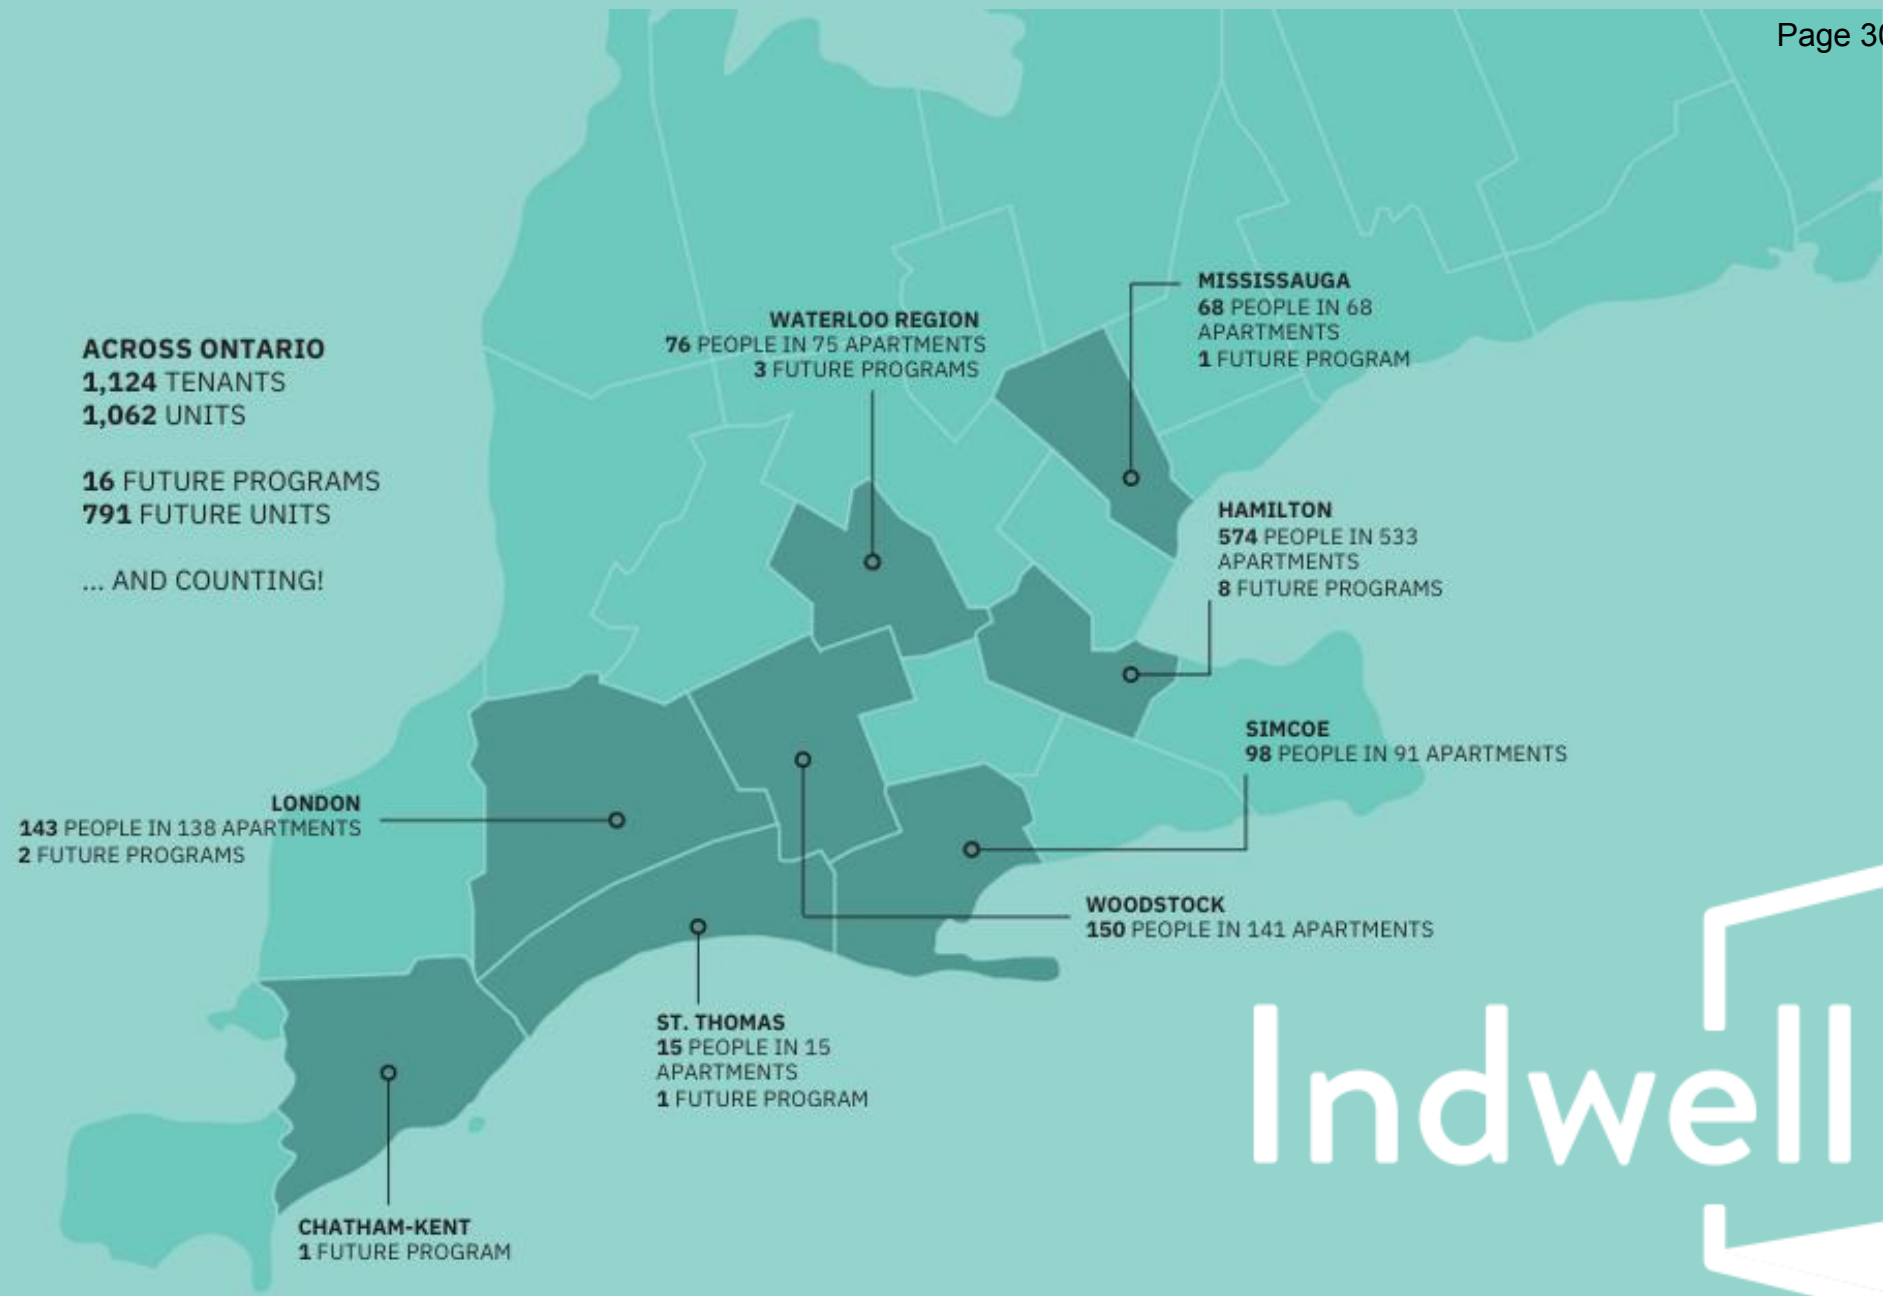 Page 30
ACROSS ONTARIO
1,124 TENANTS
1,062 UNITS
16 FUTURE PROGRAMS
791 FUTURE UNITS
... AND COUNTING!
WATERLOO REGION
76 PEOPLE IN 75 APARTMENTS
3 FUTURE PROGRAMS
MISSISSAUGA
68 PEOPLE IN 68
APARTMENTS
1 FUTURE PROGRAM
HAMILTON
574 PEOPLE IN 533
APARTMENTS
8 FUTURE PROGRAMS
SIMCOE
98 PEOPLE IN 91 APARTMENTS
LONDON
143 PEOPLE IN 138 APARTMENTS
2 FUTURE PROGRAMS
WOODSTOCK
150 PEOPLE IN 141 APARTMENTS
ST. THOMAS
15 PEOPLE IN 15
APARTMENTS
1 FUTURE PROGRAM
CHATHAM-KENT
1 FUTURE PROGRAM
Indwell